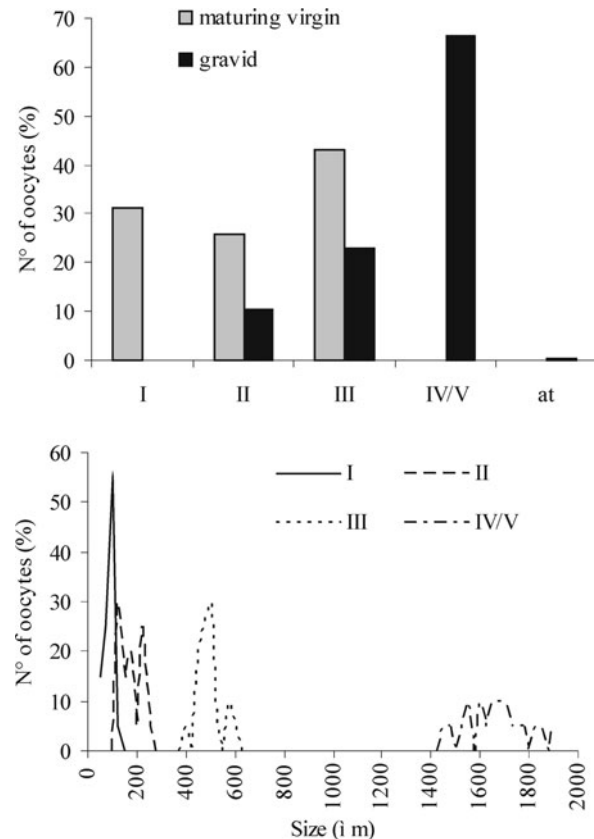 maturing virgin
gravid
N° of oocytes (%)
70
60
50
40
30
20
10
0
I II III IV/V at
I II
III IV/V
N° of oocytes (%)
60
50
40
30
20
10
0
0 200 400 600 800 1000 1200 1400 1600 1800 2000
Size (i m)